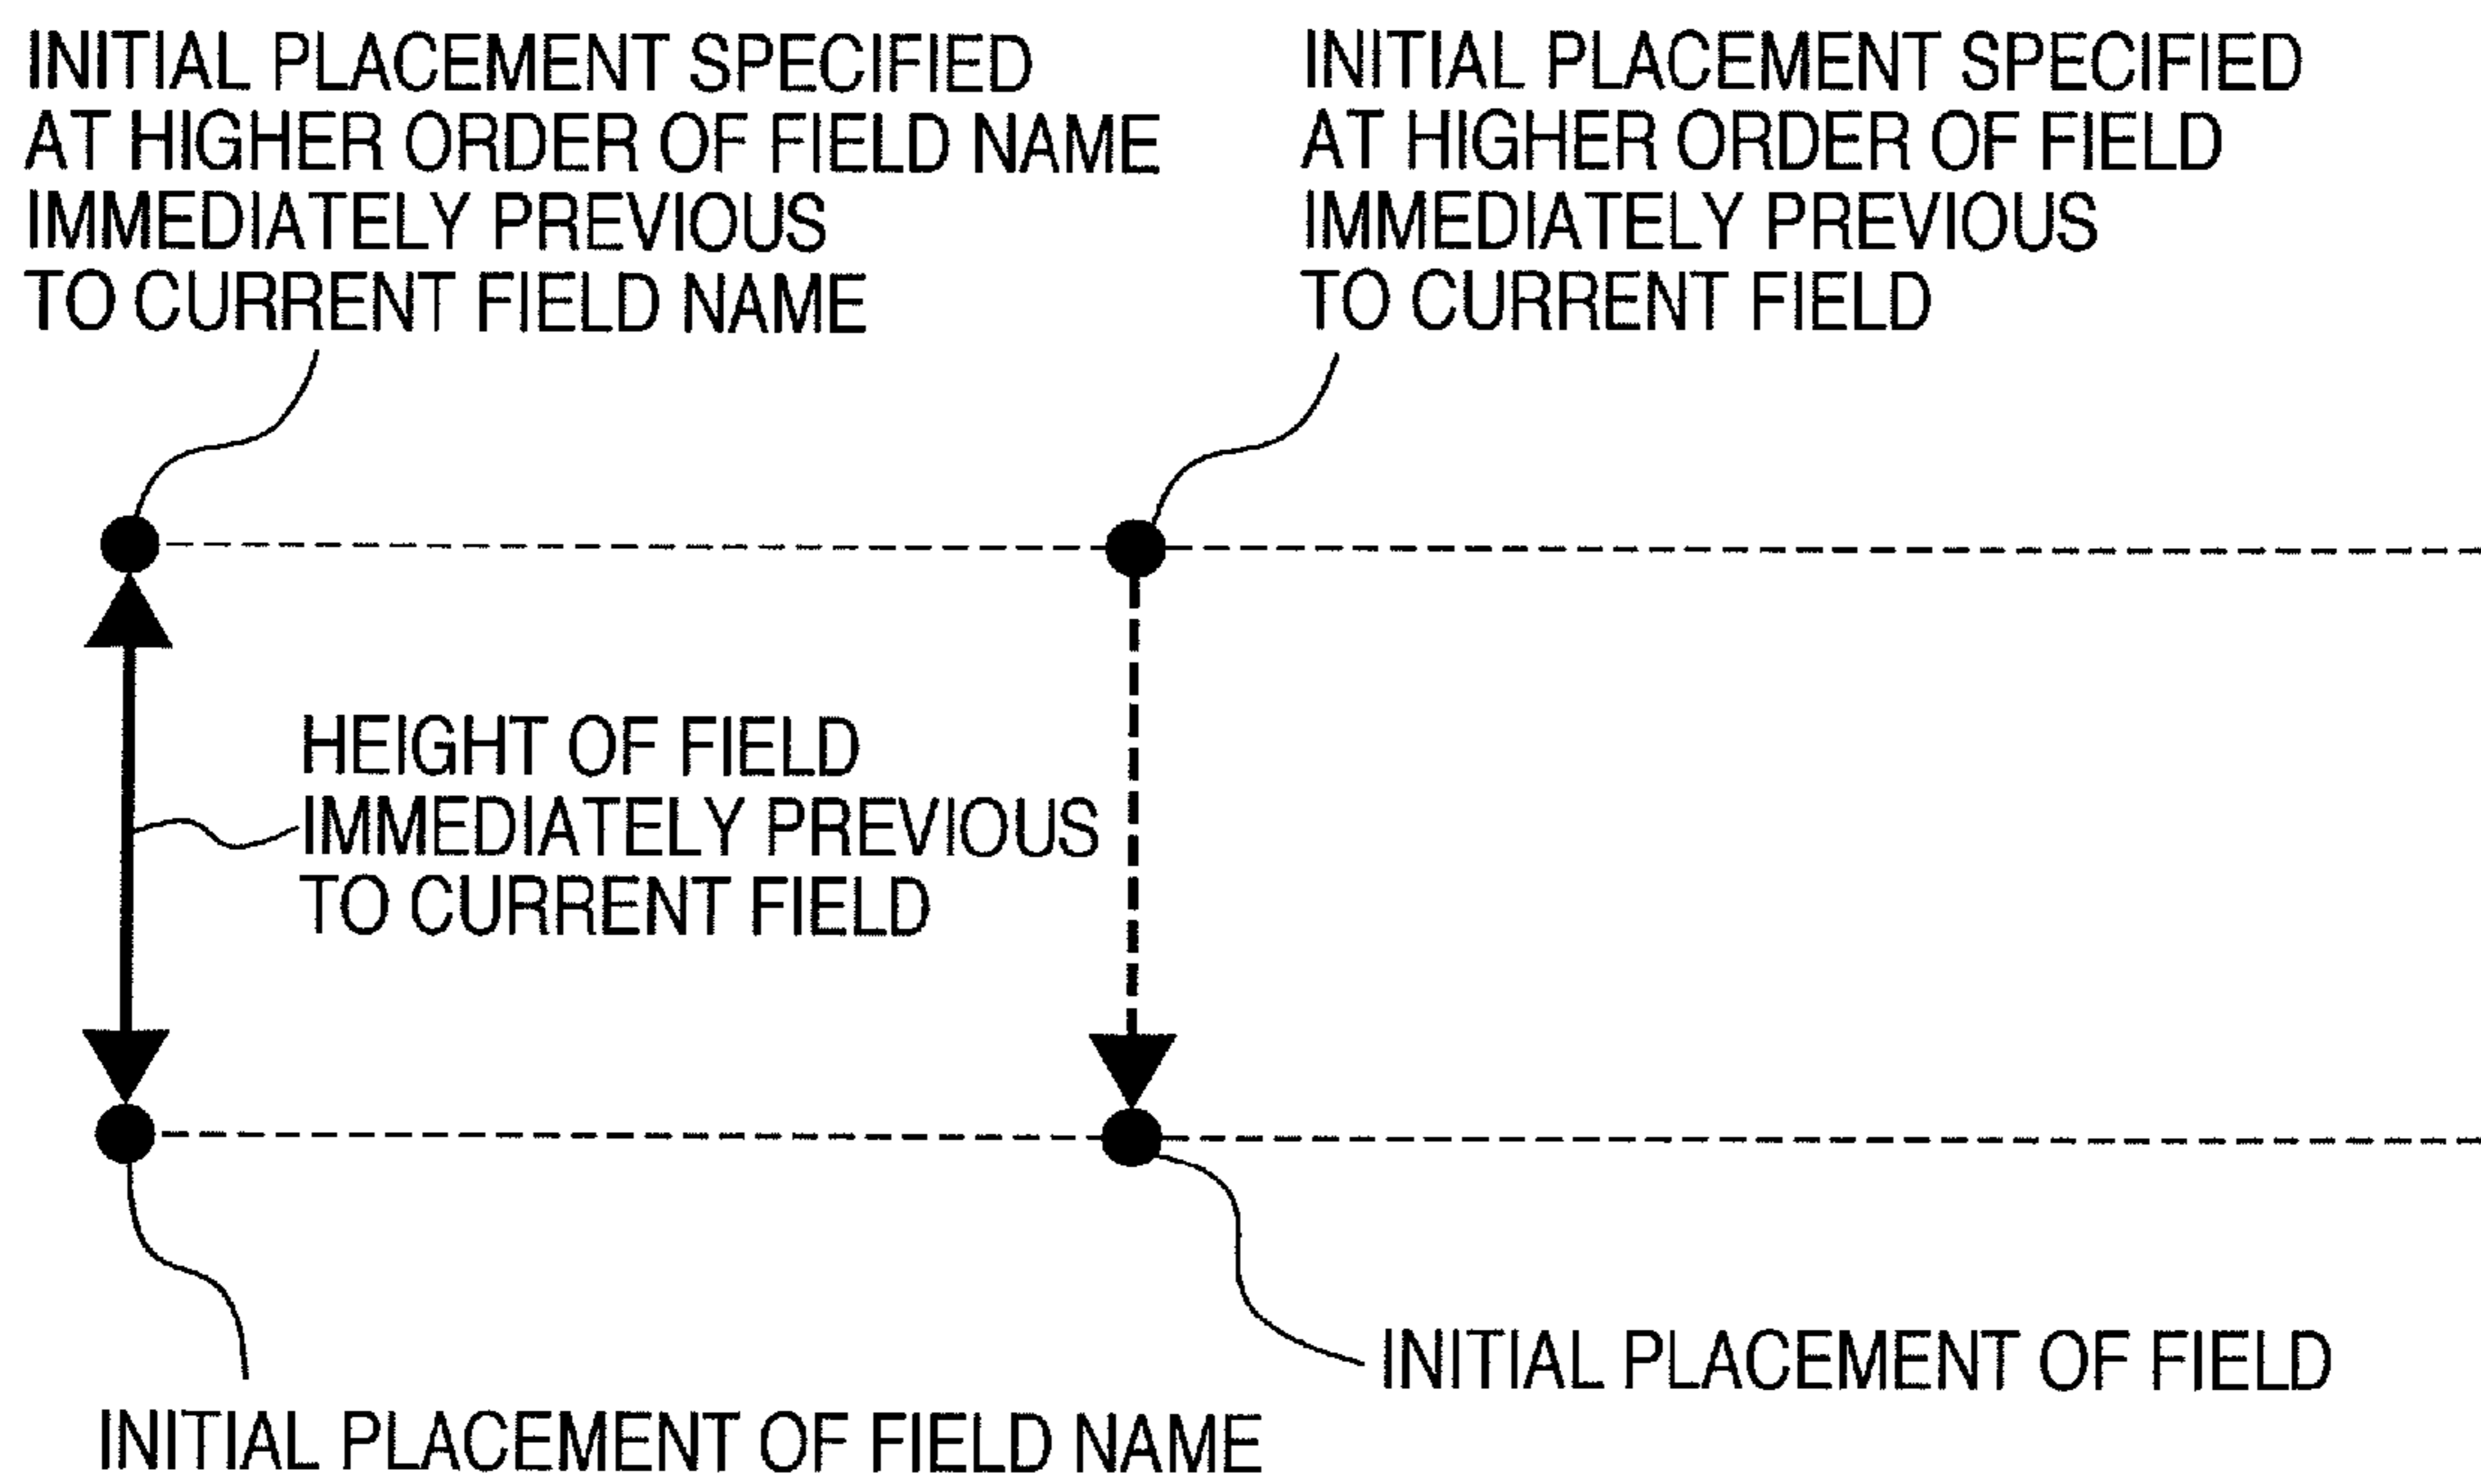 INITIAL PLACEMENT SPECIFIED
AT HIGHER ORDER OF FIELD NAME
IMMEDIATELY PREVIOUS
TO CURRENT FIELD NAME
INITIAL PLACEMENT SPECIFIED
AT HIGHER ORDER OF FIELD
IMMEDIATELY PREVIOUS
TO CURRENT FIELD
HEIGHT OF FIELD
IMMEDIATELY PREVIOUS
TO CURRENT FIELD
INITIAL PLACEMENT OF FIELD
INITIAL PLACEMENT OF FIELD NAME